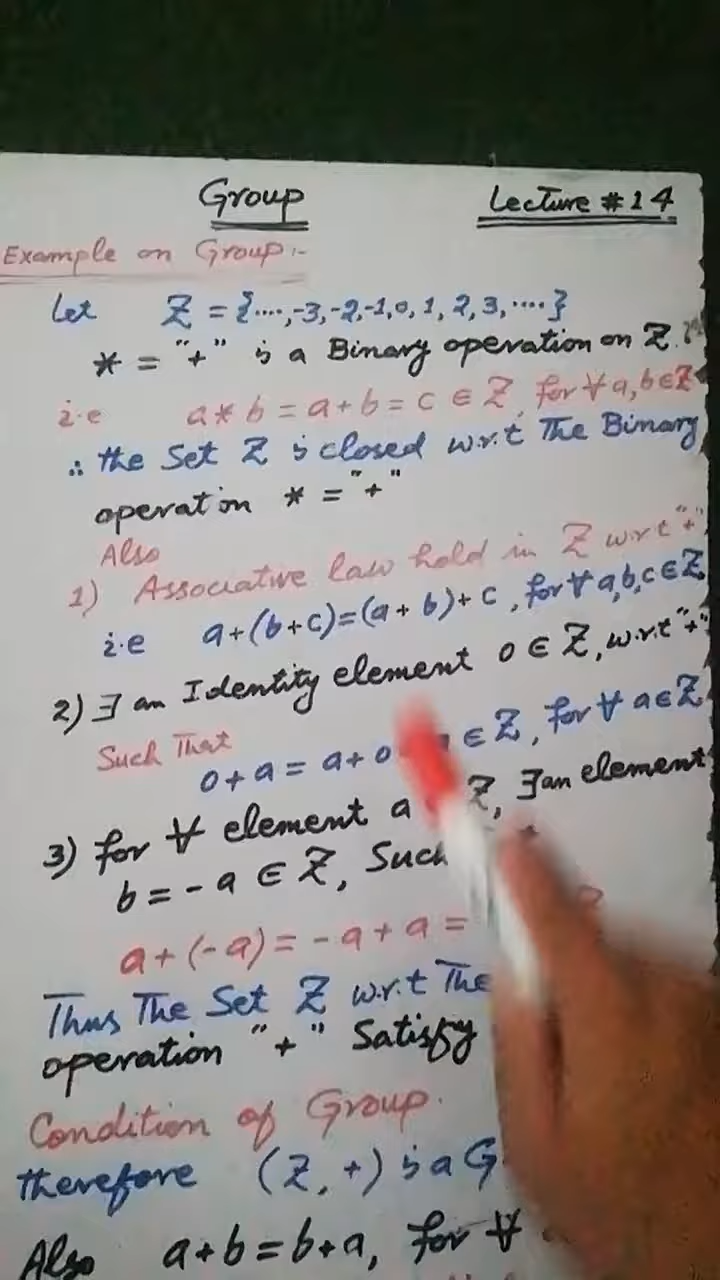 Group Lecture # 14
Example on Group:-
Let Z = {....,-3,-2,-1,0,1,2,3,....}
* = "+" is a Binary operation on Z.
i.e a * b = a + b = c ∈ Z, for ∀ a, b ∈ Z
∴ the Set Z is closed w.r.t The Binary
operation * = "+"
Also
1) Associative law hold in Z w.r.t "+"
i.e a+(b+c)=(a+b)+c, for ∀ a,b,c ∈ Z
2) ∃ an Identity element 0 ∈ Z, w.r.t "+"
Such That
0 + a = a + 0 ∈ Z, for ∀ a ∈ Z
3) for ∀ element a Z, ∃ an element
b = - a ∈ Z, Such
a + (- a) = - a + a =
Thus The Set Z w.r.t The
operation "+" Satisfy
Condition of Group.
therefore (Z, +) is a G
Also a + b = b + a, for ∀